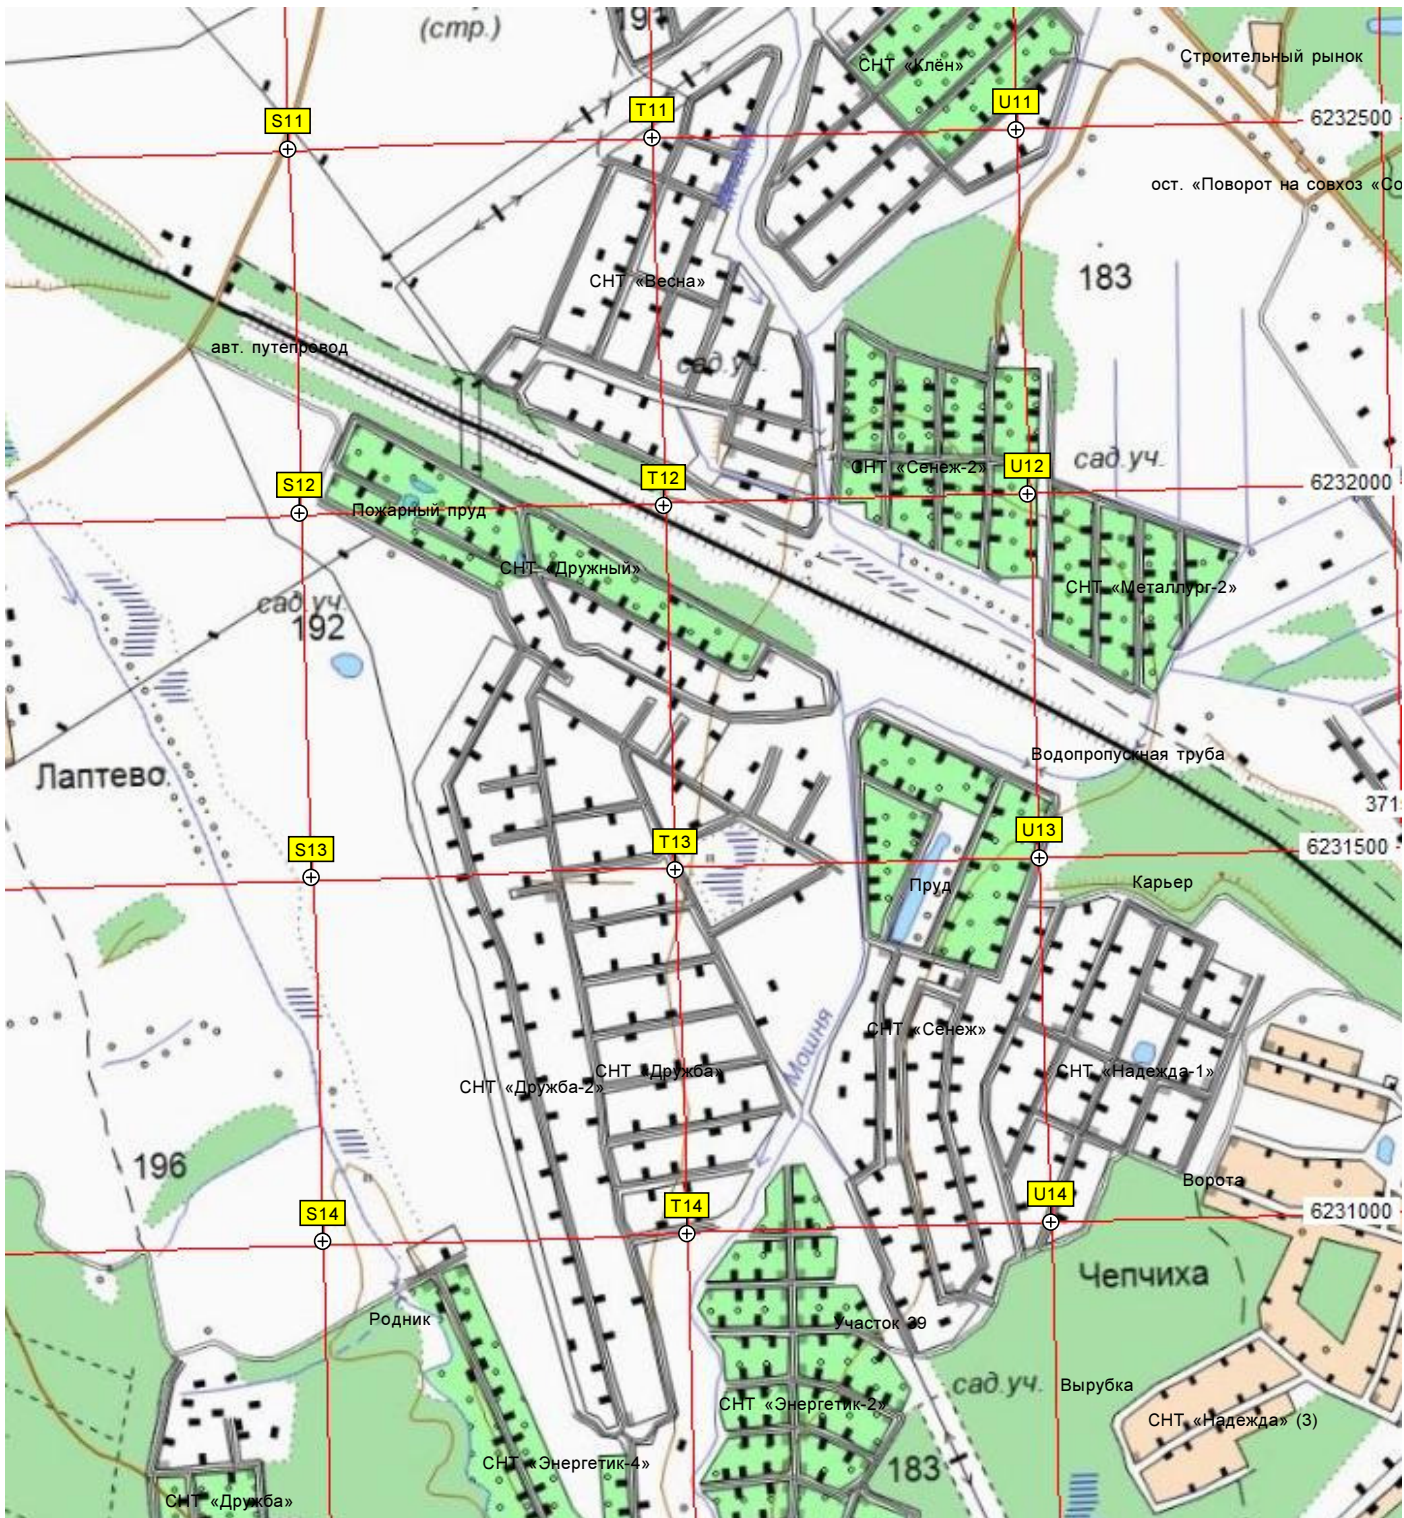 191
(стр.)
СНТ «Клён»
Строительный рынок
S11
T11
U11
6232500
ост. «Поворот на совхоз «Со
СНТ «Весна»
183
авт. путепровод
сад.уч.
СНТ «Сенеж-2»
сад.уч.
S12
T12
U12
6232000
Пожарный пруд
СНТ «Дружный»
СНТ «Металлург-2»
сад.уч.
192
Водопропускная труба
Лаптево
371
S13
T13
U13
6231500
Пруд
Карьер
СНТ «Сенеж»
Мошня
СНТ «Дружба-2»
СНТ «Дружба»
СНТ «Надежда-1»
196
Ворота
S14
T14
U14
6231000
Чепчиха
Родник
Участок 39
сад.уч.
Вырубка
СНТ «Энергетик-2»
СНТ «Надежда» (3)
СНТ «Энергетик-4»
183
СНТ «Дружба»